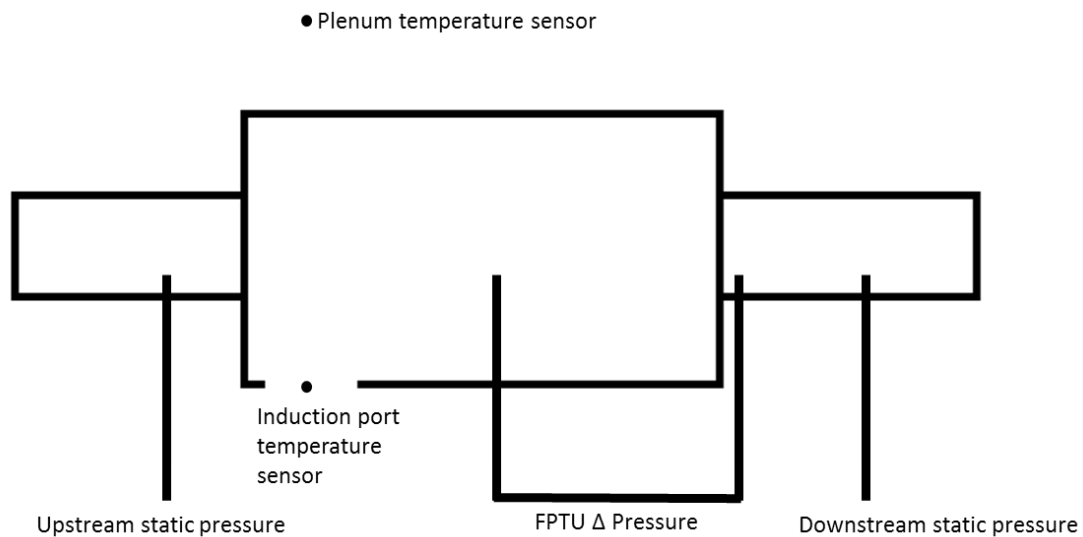 Plenum temperature sensor
Induction port
temperature
sensor
Upstream static pressure
FPTU Δ Pressure
Downstream static pressure